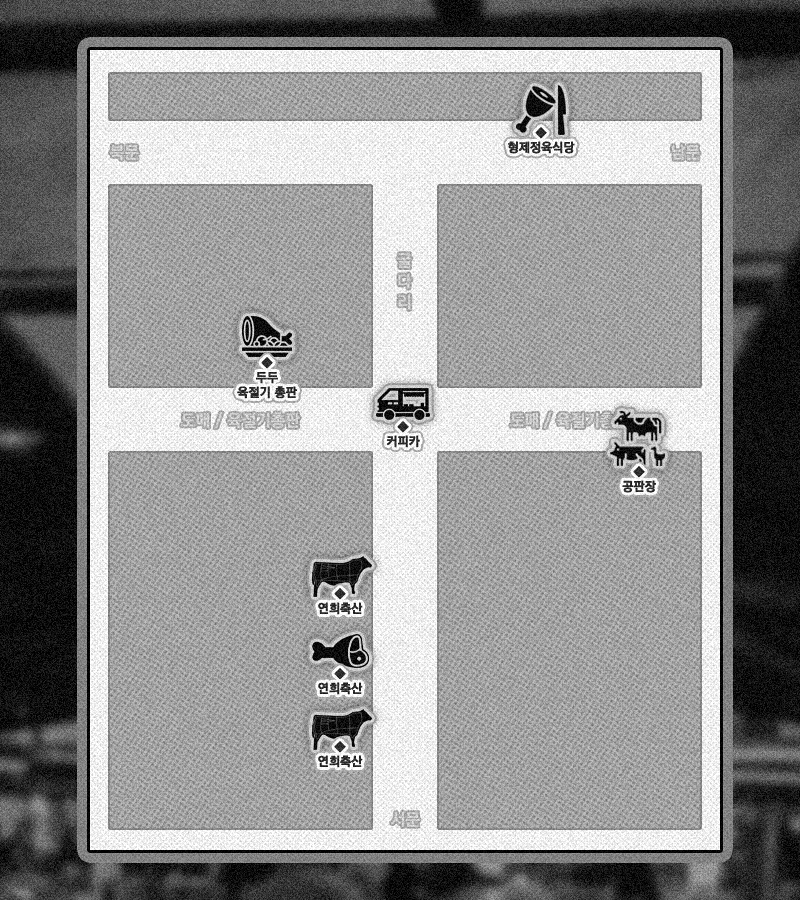 형제정육식당
북문
남문
굴
다
리
두두
육절기 총판
도매 / 육절기총판
커피카
도매 / 육절기총
공판장
연희축산
연희축산
연희축산
서문